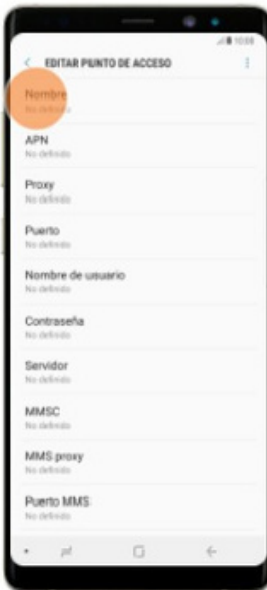 10:00
EDITAR PUNTO DE ACCESO
Nombre
No definido
APN
No definido
Proxy
No definido
Puerto
No definido
Nombre de usuario
No definido
Contraseña
No definido
Servidor
No definido
MMSC
No definido
MMS proxy
No definido
Puerto MMS
No definido